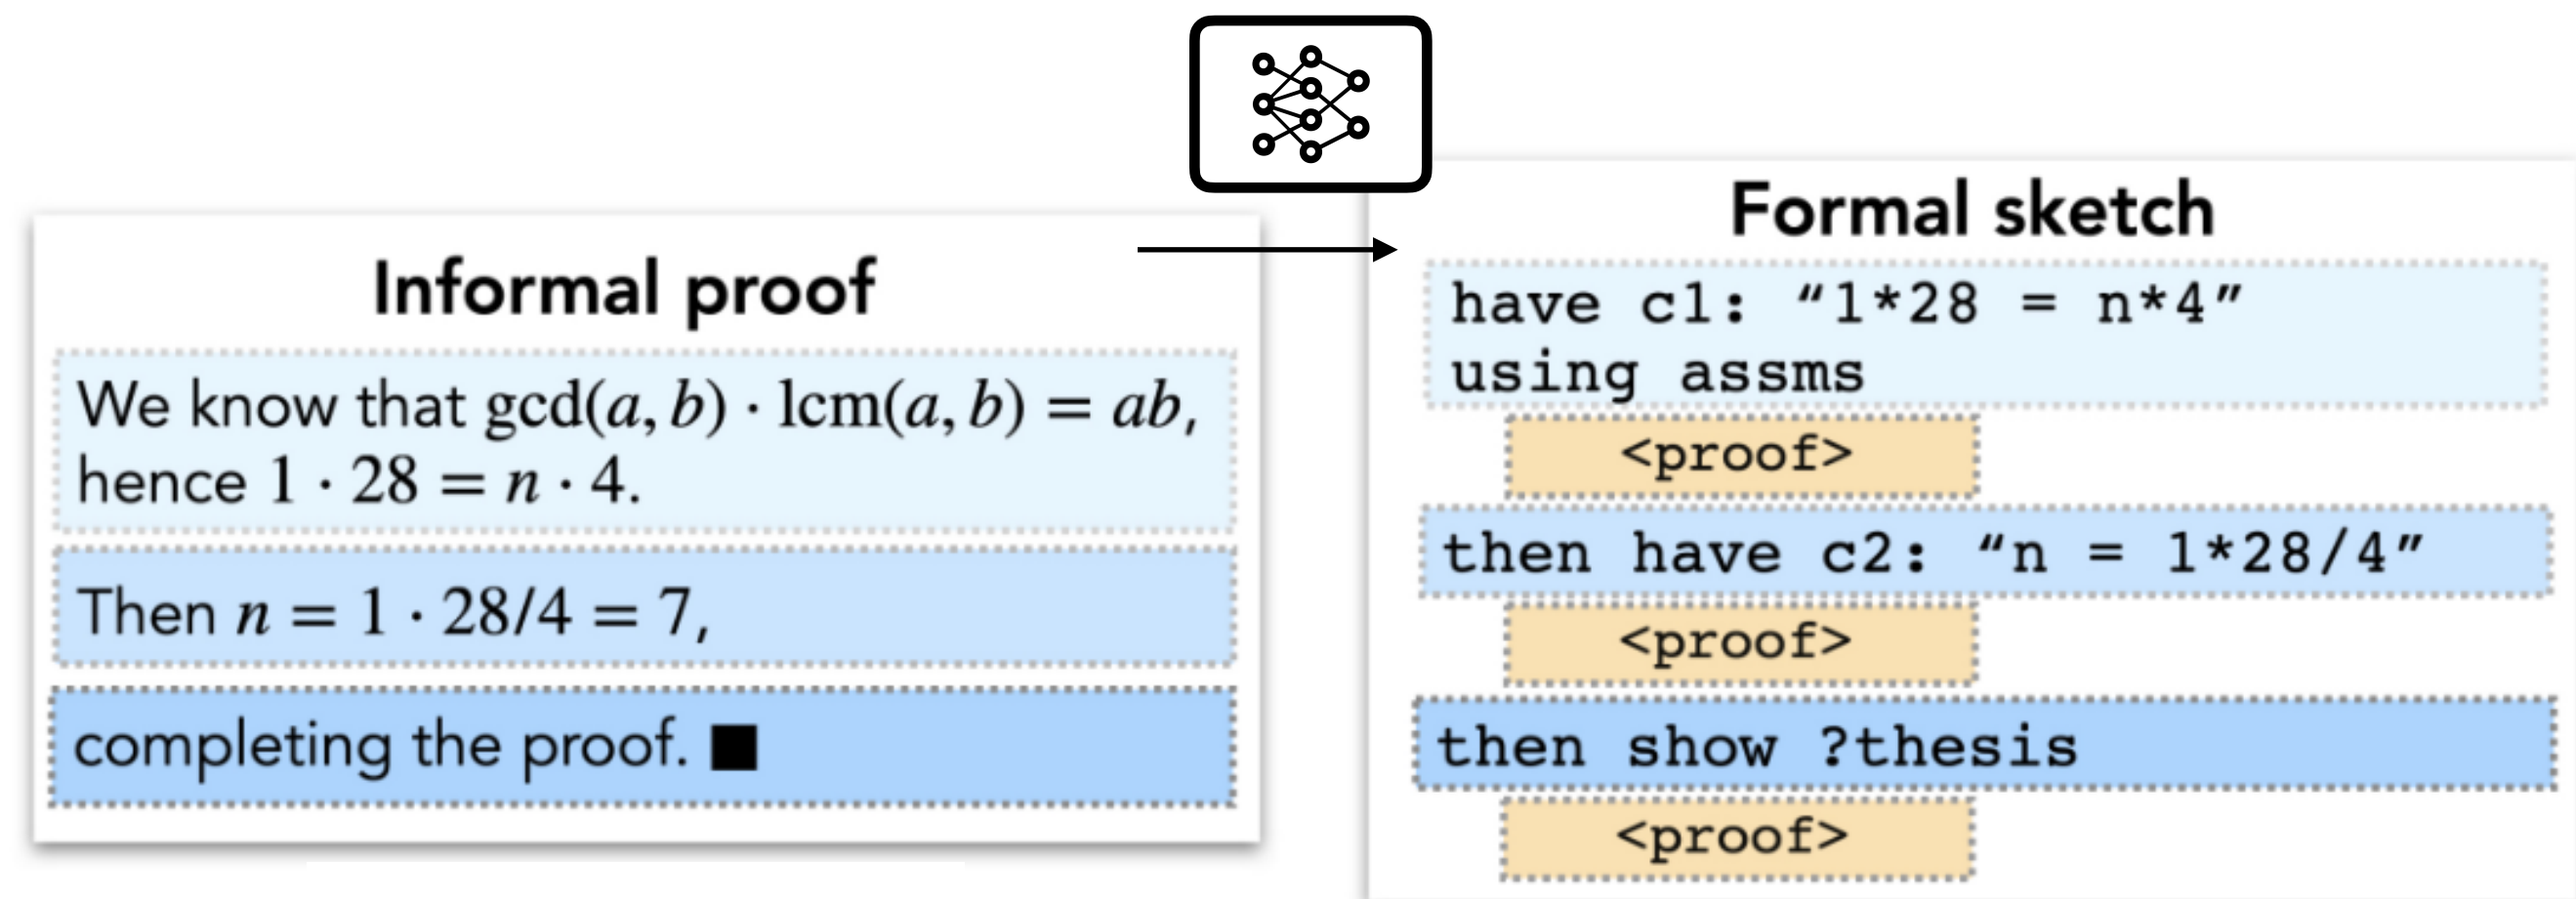 Informal proof
We know that gcd(a, b) · lcm(a, b) = ab,
hence 1 · 28 = n · 4.
Then n = 1 · 28/4 = 7,
completing the proof. ■
Formal sketch
have c1: “1*28 = n*4”
using assms
<proof>
then have c2: “n = 1*28/4”
<proof>
then show ?thesis
<proof>